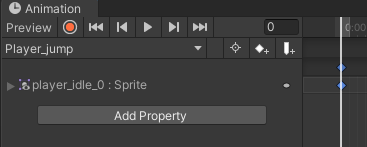 Animation
Preview 0 0:00
Player_jump
player_idle_0 : Sprite
Add Property